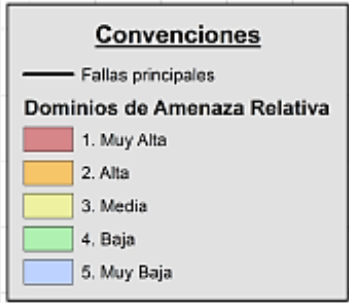 Convenciones
Fallas principales
Dominios de Amenaza Relativa
1. Muy Alta
2. Alta
3. Media
4. Baja
5. Muy Baja